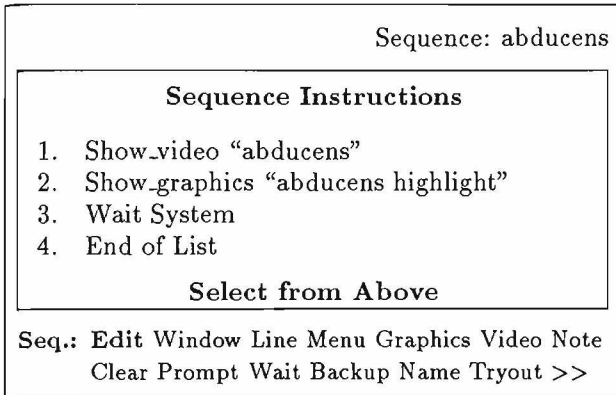 Sequence: abducens
Sequence Instructions
1. Show_video “abducens”
2. Show_graphics “abducens highlight”
3. Wait System
4. End of List
Select from Above
Seq.: Edit Window Line Menu Graphics Video Note
Clear Prompt Wait Backup Name Tryout >>